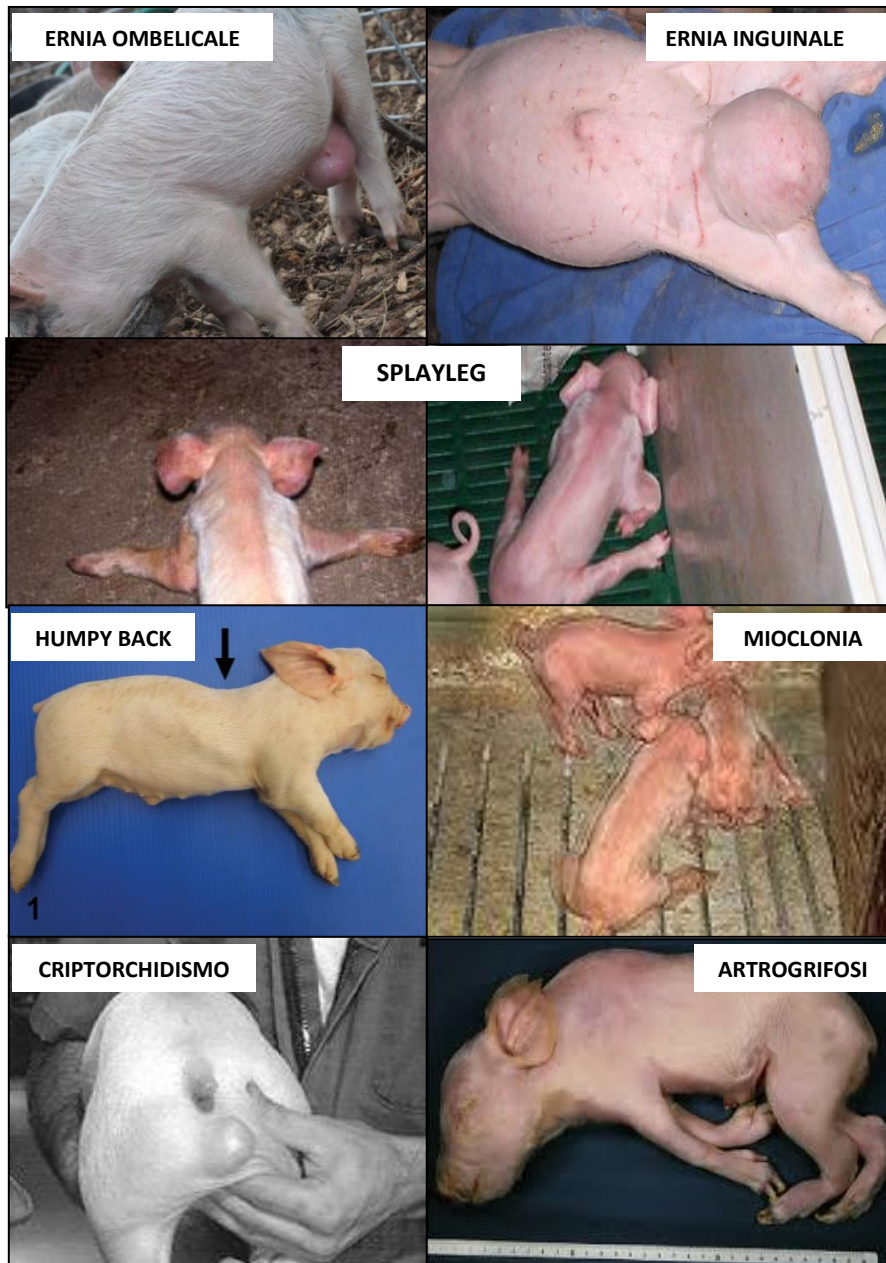 ERNIA OMBELICALE
ERNIA INGUINALE
SPLAYLEG
HUMPY BACK
MIOCLONIA
1
CRIPTORCHIDISMO
ARTROGRIFOSI